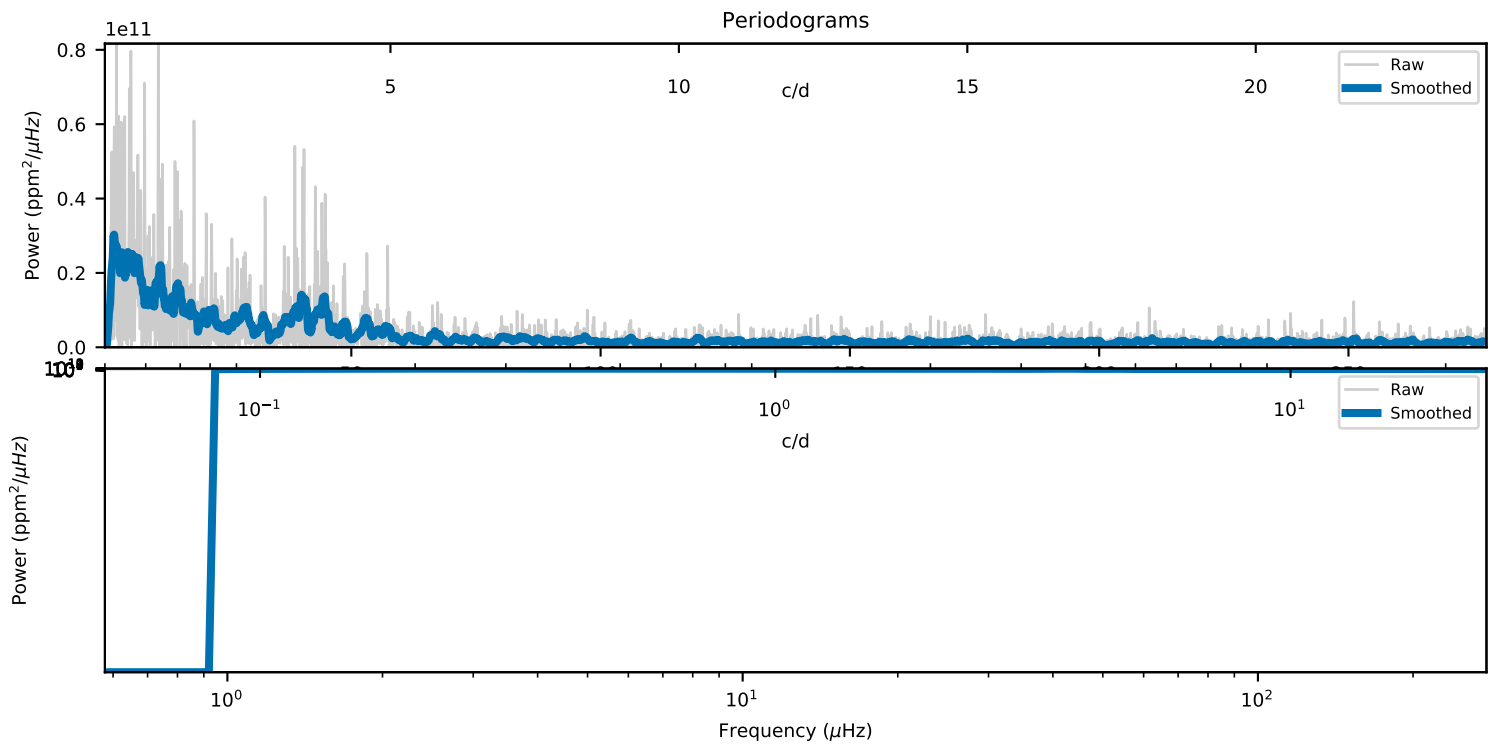 Periodograms
1e11
0.8
0.6
0.4
0.2
0.0
Power (ppm²/μHz)
5
10
15
20
c/d
Raw
Smoothed
10⁻¹
10⁰
10¹
c/d
Raw
Smoothed
Power (ppm²/μHz)
10⁰
10¹
10²
Frequency (μHz)